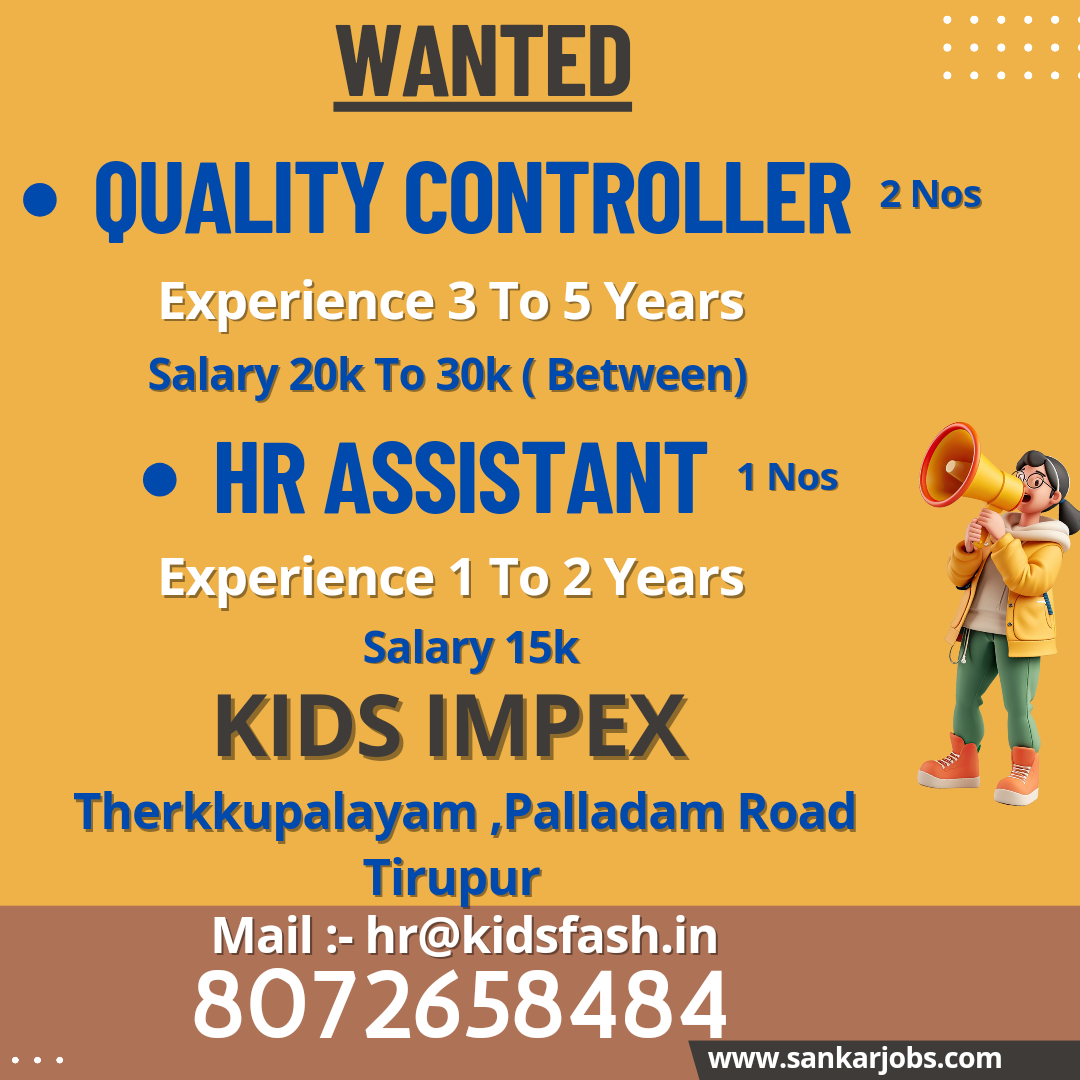 WANTED
• QUALITY CONTROLLER 2 Nos
Experience 3 To 5 Years
Salary 20k To 30k ( Between)
• HR ASSISTANT 1 Nos
Experience 1 To 2 Years
Salary 15k
KIDS IMPEX
Therkkupalayam ,Palladam Road
Tirupur
Mail :- hr@kidsfash.in
8072658484
www.sankarjobs.com